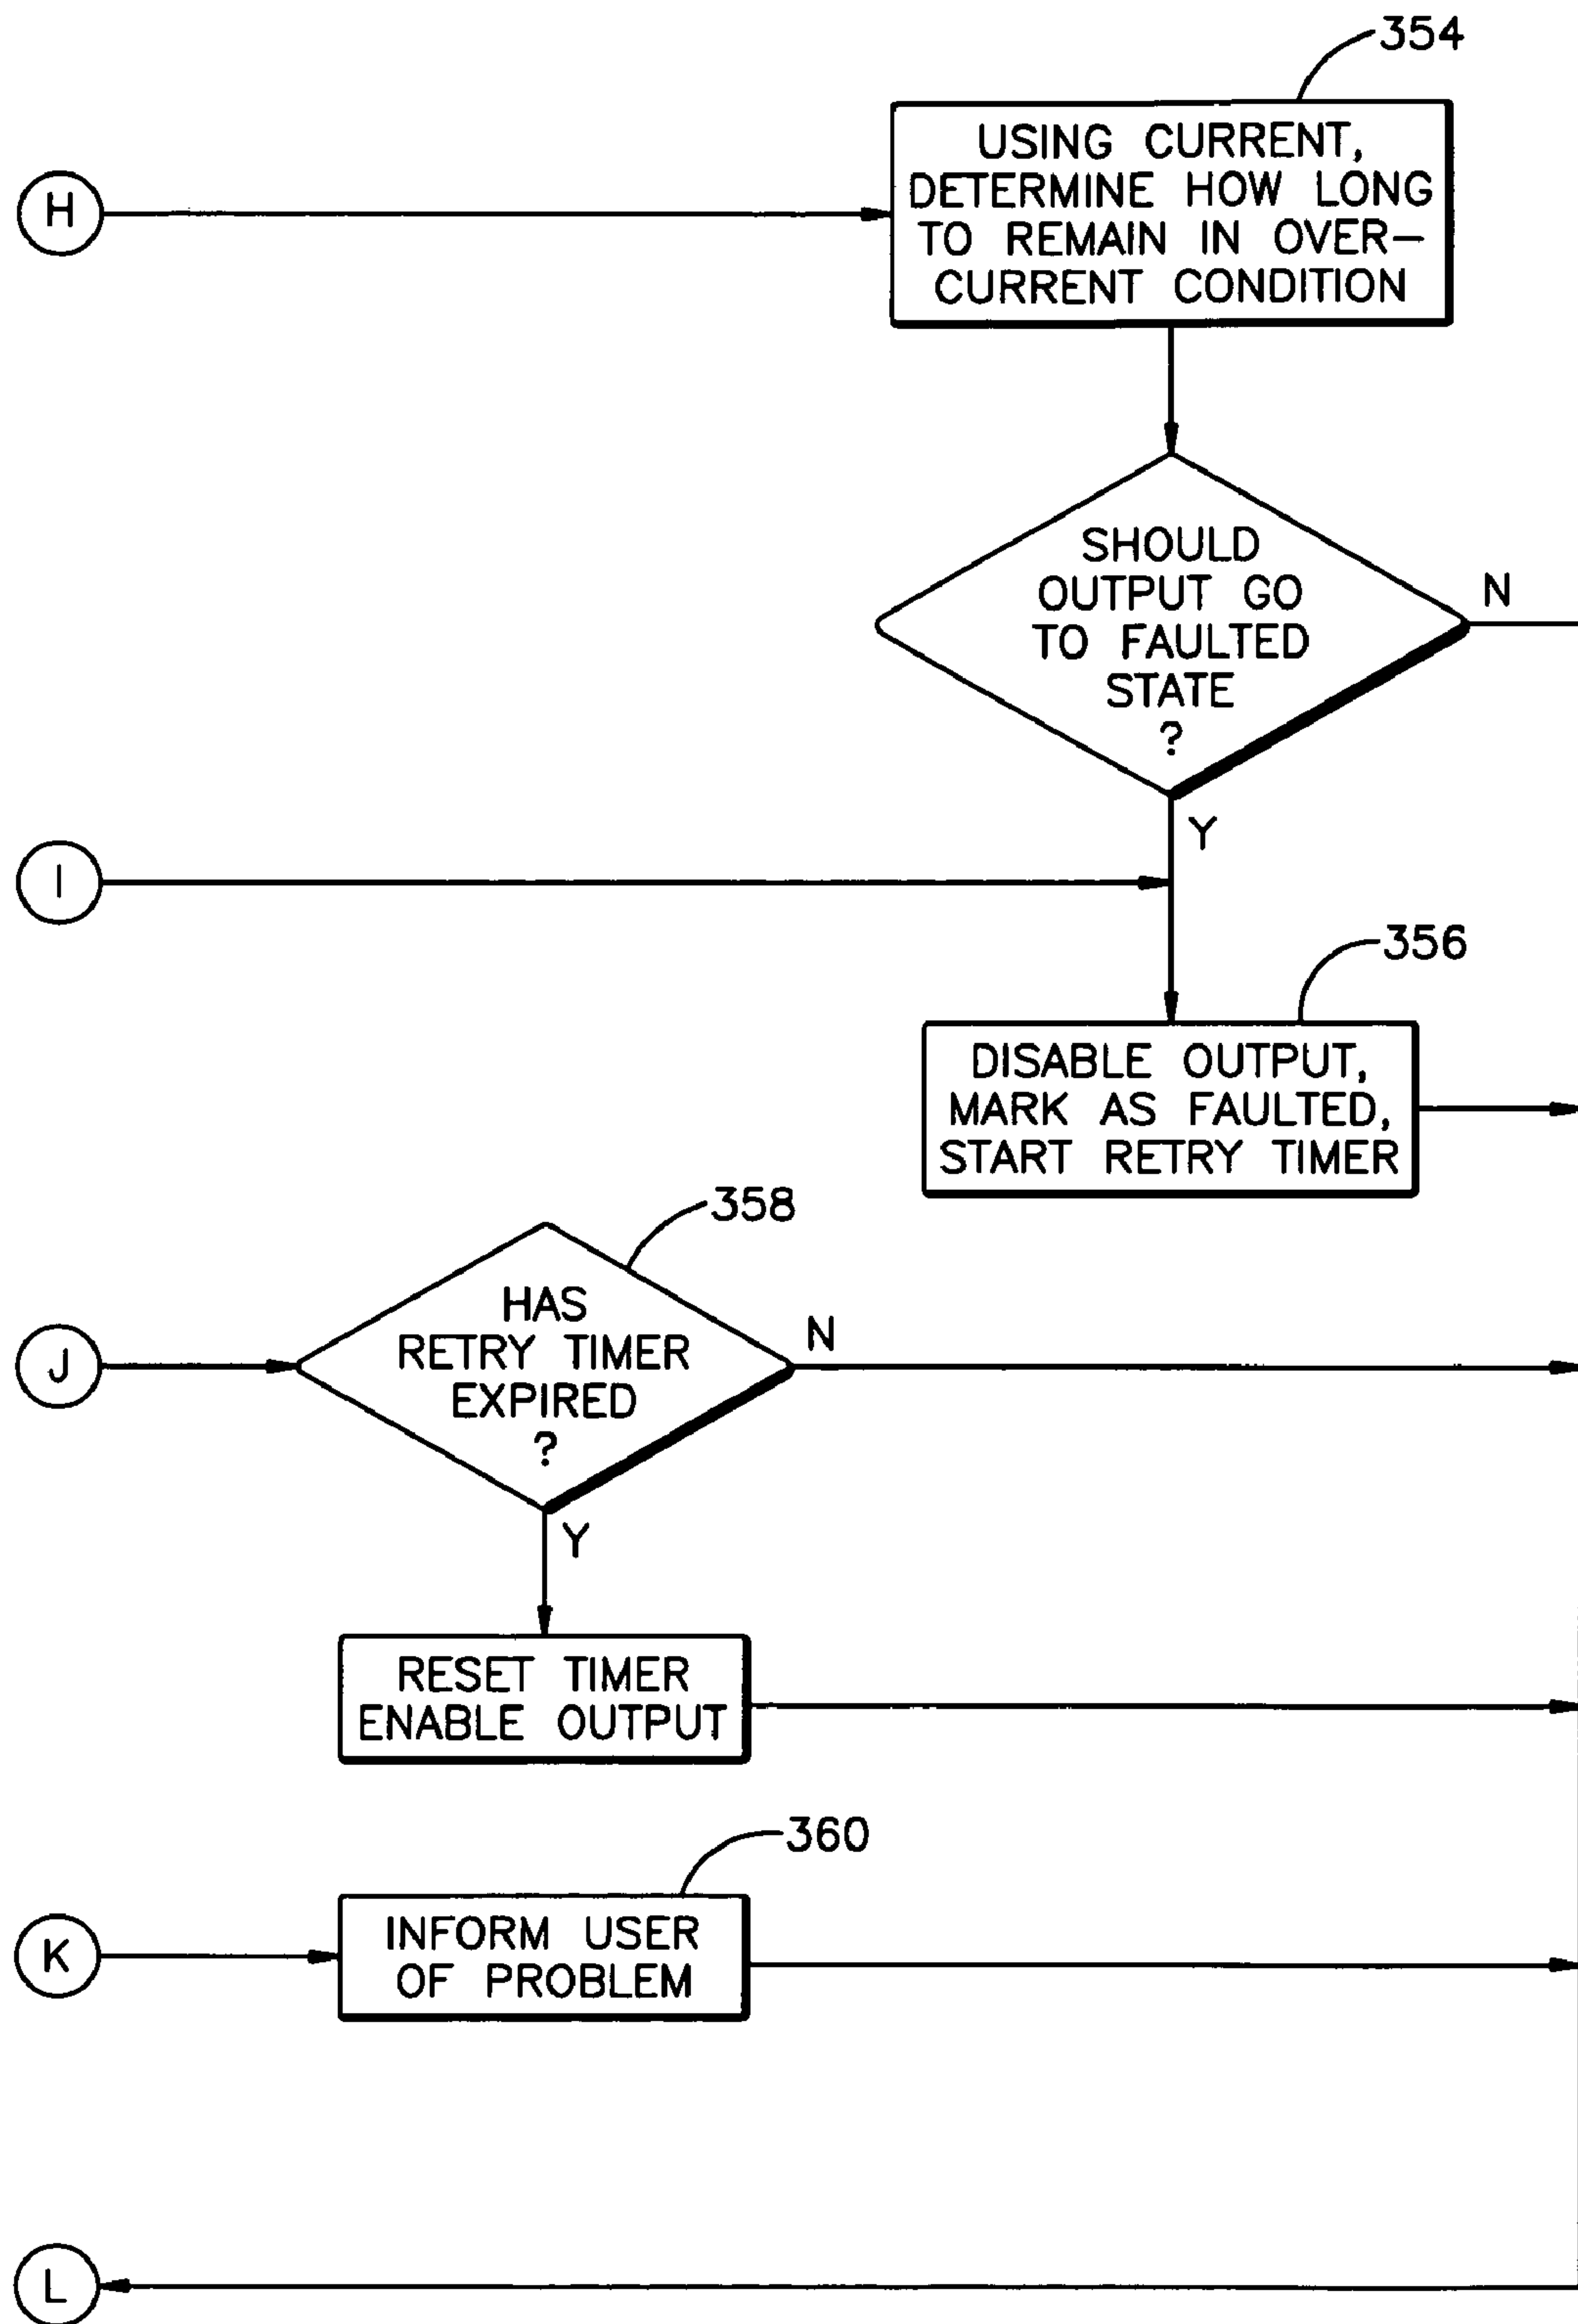 354
USING CURRENT,
DETERMINE HOW LONG
TO REMAIN IN OVER-
CURRENT CONDITION
H
SHOULD
OUTPUT GO
TO FAULTED
STATE
?
N
Y
I
356
DISABLE OUTPUT,
MARK AS FAULTED,
START RETRY TIMER
358
HAS
RETRY TIMER
EXPIRED
?
N
J
Y
RESET TIMER
ENABLE OUTPUT
360
INFORM USER
OF PROBLEM
K
L